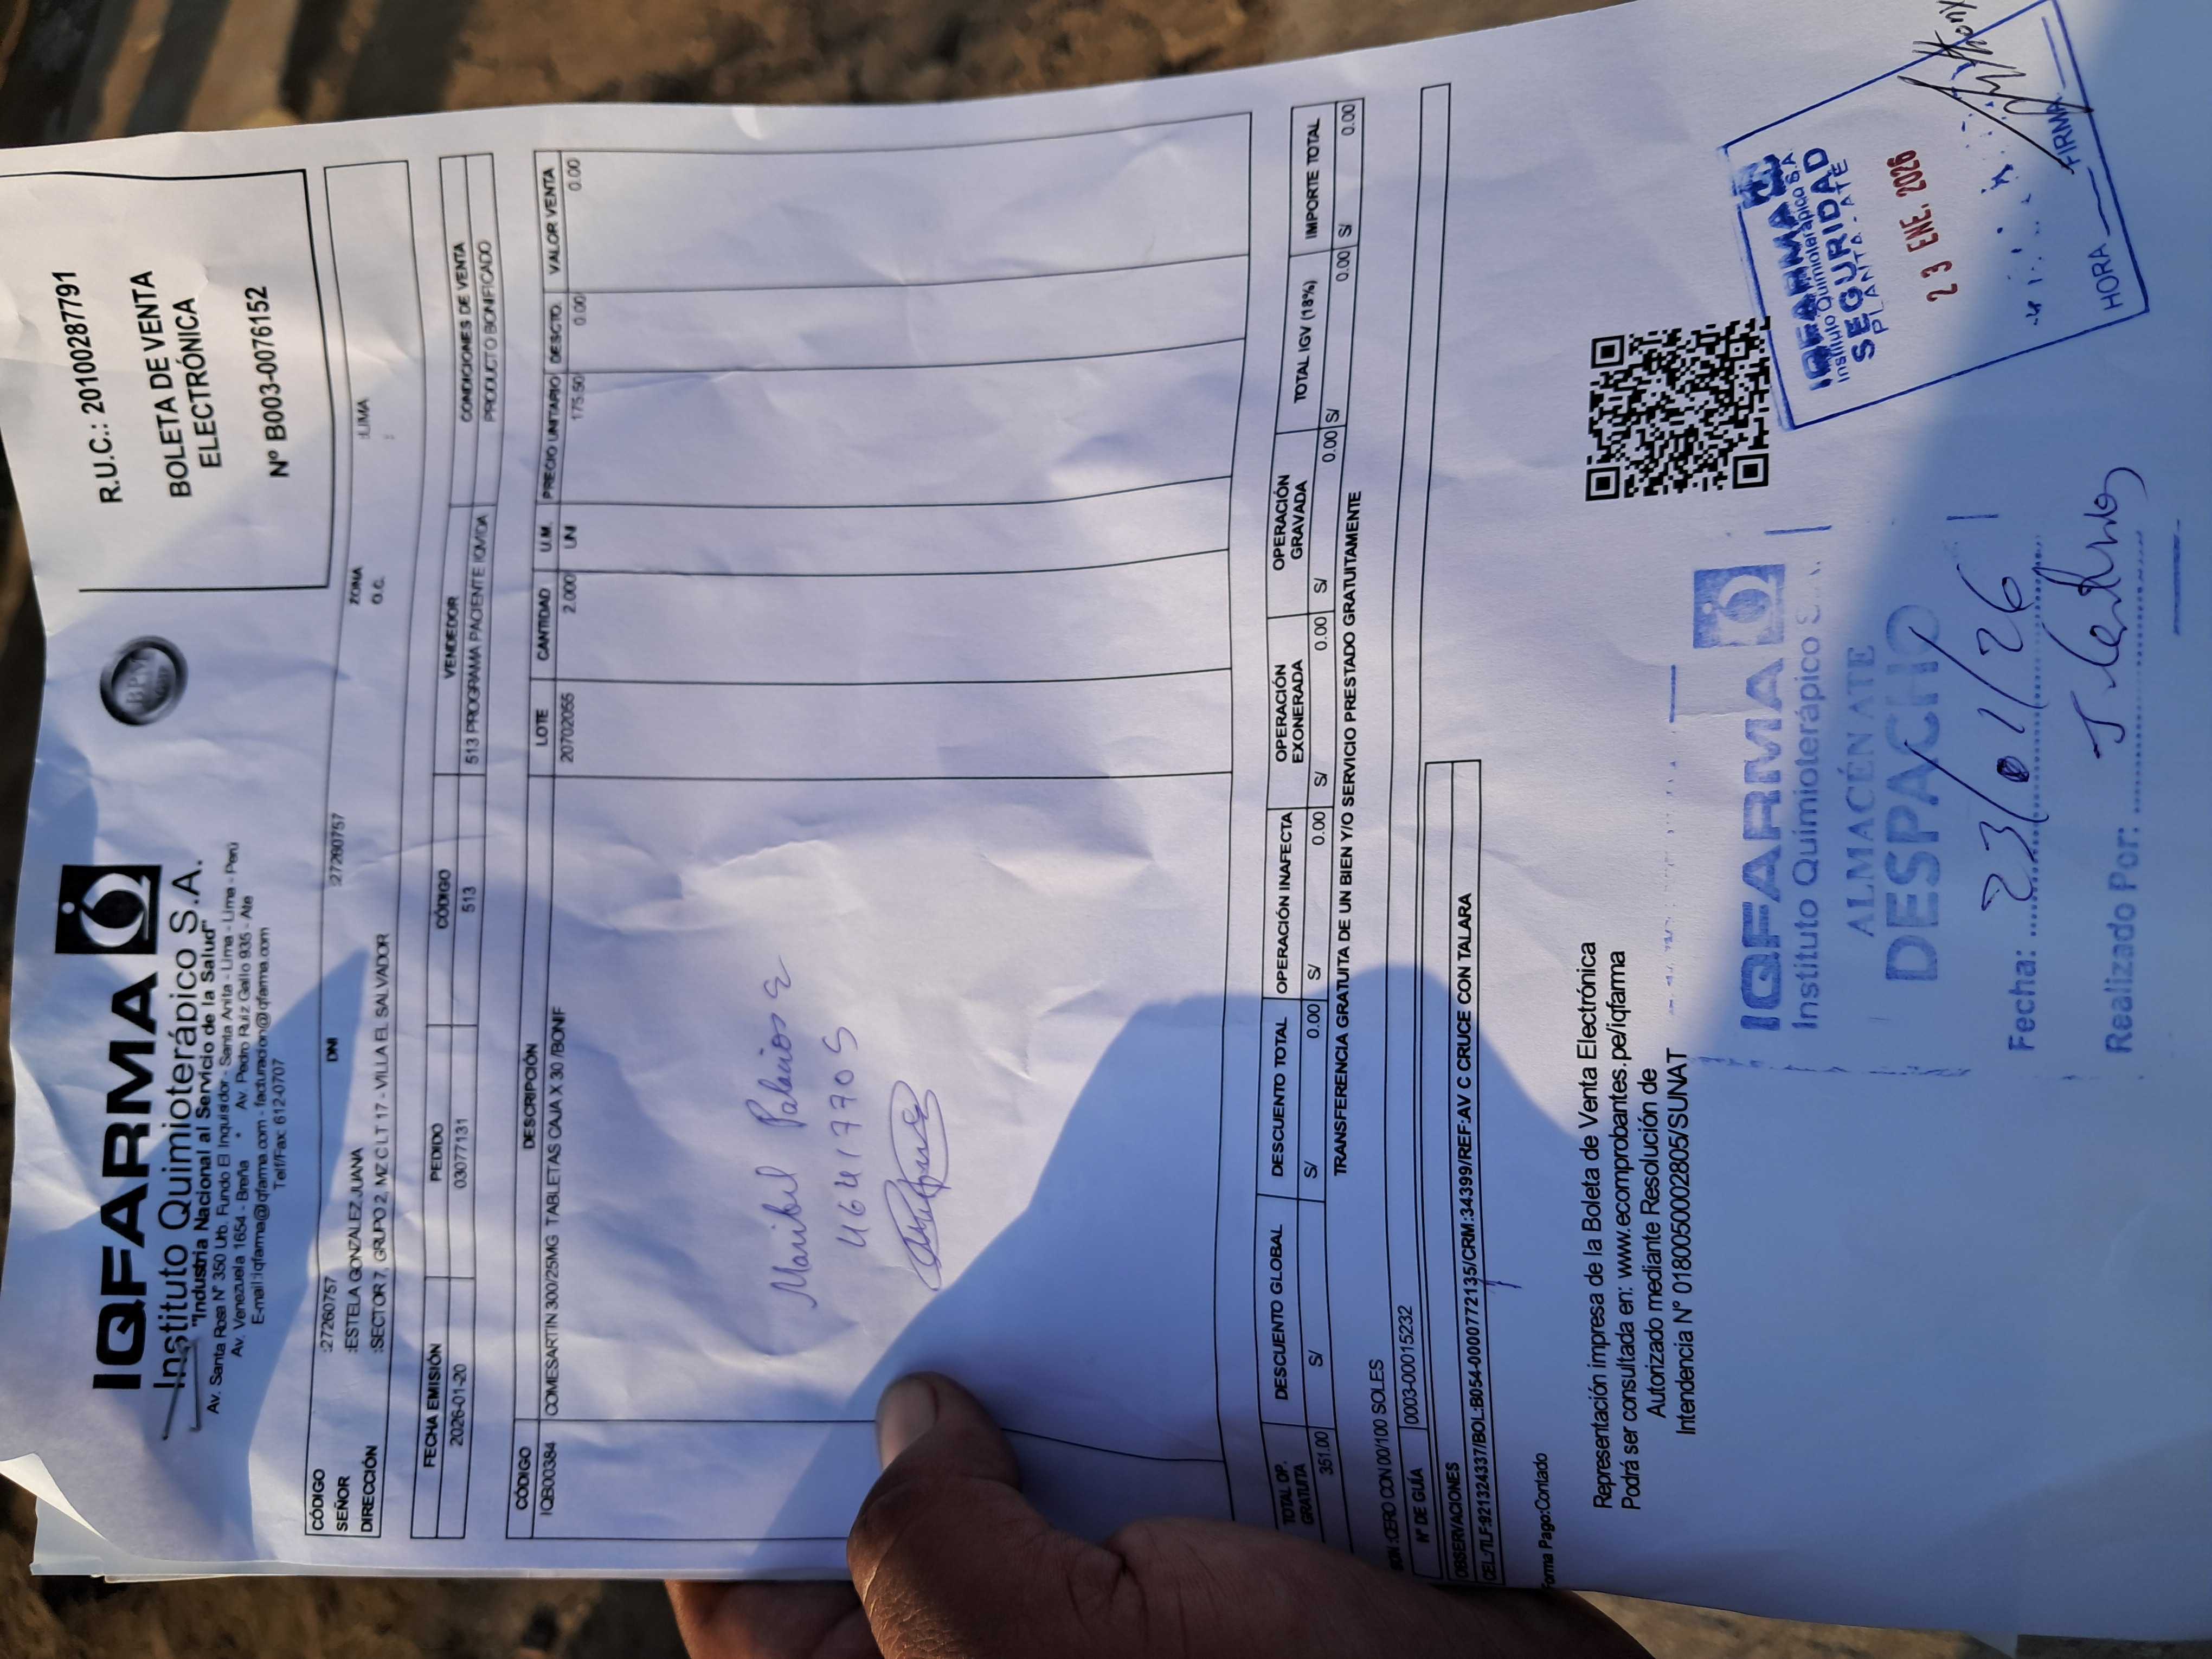 IQFARMA
Instituto Quimioterápico S.A.
"Industria Nacional al Servicio de la Salud"
Av. Santa Rosa Nº 350 Urb. Fundo El Inquisidor - Santa Anita - Lima - Lima - Perú
Av. Venezuela 1654 - Breña * Av. Pedro Ruiz Gallo 935 - Ate
E-mail:iqfarma@iqfarma.com - facturacion@iqfarma.com
Telf/Fax: 612-0707
BPM
R.U.C.: 20100287791
BOLETA DE VENTA
ELECTRÓNICA
Nº B003-0076152
CÓDIGO :27260757 DNI :27260757
SEÑOR :ESTELA GONZALEZ JUANA ZONA :LIMA
DIRECCIÓN :SECTOR 7, GRUPO 2, MZ C LT 17 - VILLA EL SALVADOR O.C. :
FECHA EMISIÓN PEDIDO CÓDIGO VENDEDOR CONDICIONES DE VENTA
2026-01-20 03077131 513 513 PROGRAMA PACIENTE IQVIDA PRODUCTO BONIFICADO
CÓDIGO DESCRIPCIÓN LOTE CANTIDAD U.M. PRECIO UNITARIO DESCTO. VALOR VENTA
IQB00384 COMESARTIN 300/25MG TABLETAS CAJA X 30 /BONIF 20702055 2.000 UNI 175.50 0.00 0.00
Maribel Palacios E
46417705
TOTAL OP. GRATUITA DESCUENTO GLOBAL DESCUENTO TOTAL OPERACIÓN INAFECTA OPERACIÓN EXONERADA OPERACIÓN GRAVADA TOTAL IGV (18%) IMPORTE TOTAL
351.00 S/ S/ 0.00 S/ 0.00 S/ 0.00 S/ 0.00 S/ 0.00 S/ 0.00
TRANSFERENCIA GRATUITA DE UN BIEN Y/O SERVICIO PRESTADO GRATUITAMENTE
SON :CERO CON 00/100 SOLES
Nº DE GUÍA 0003-00015232
OBSERVACIONES
CEL./TLF:921324337/BOL:B054-0000772135/CRM:34399/REF:AV C CRUCE CON TALARA
Forma Pago:Contado
Representación impresa de la Boleta de Venta Electrónica
Podrá ser consultada en: www.ecomprobantes.pe/iqfarma
Autorizado mediante Resolución de
Intendencia Nº 0180050002805/SUNAT
IQFARMA
Instituto Quimioterápico S.
ALMACÉN ATE
DESPACHO
Fecha: 23/01/26
Realizado Por:
IQFARMA
Instituto Quimioterápico S.A.
SEGURIDAD
PLANTA - ATE
23 ENE. 2026
HORA FIRMA